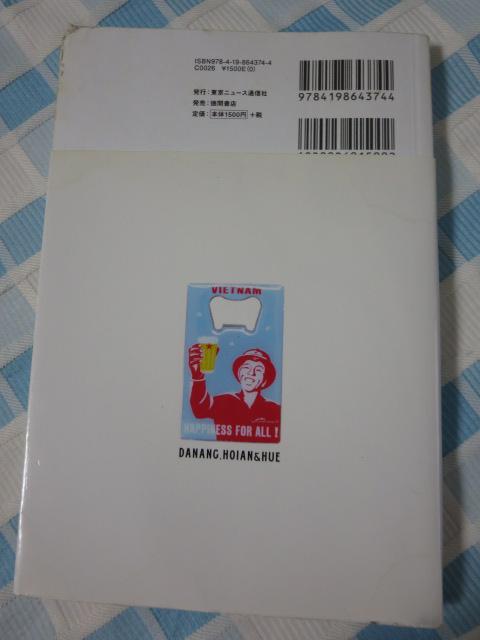 ISBN978-4-19-864374-4
C0026 ¥1500E(0)
発行:東京ニュース通信社
発売:徳間書店
定価: 本体1500円 +税
9784198643744
VIETNAM
HAPPINESS FOR ALL !
DANANG, HOIAN&HUE